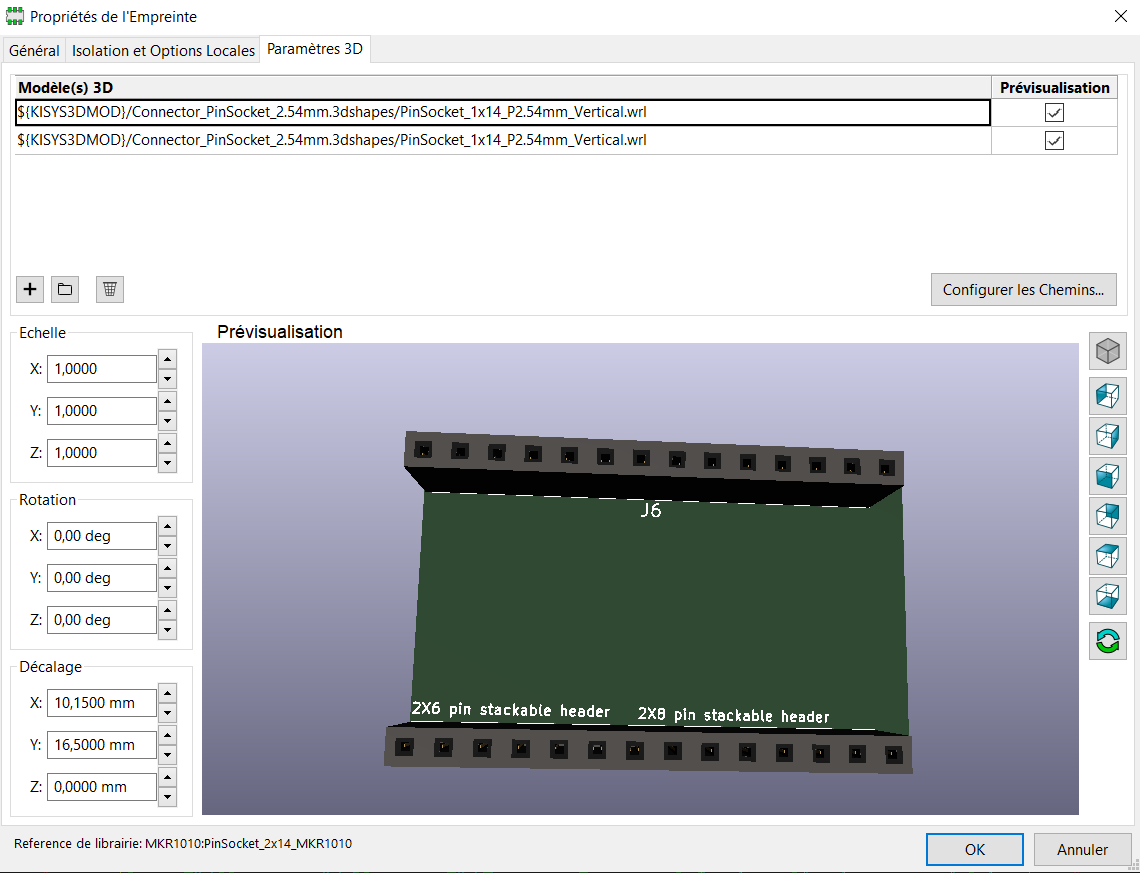 Propriétés de l'Empreinte
Général Isolation et Options Locales Paramètres 3D
Modèle(s) 3D Prévisualisation
${KISYS3DMOD}/Connector_PinSocket_2.54mm.3dshapes/PinSocket_1x14_P2.54mm_Vertical.wrl
${KISYS3DMOD}/Connector_PinSocket_2.54mm.3dshapes/PinSocket_1x14_P2.54mm_Vertical.wrl
Configurer les Chemins...
Echelle
X: 1,0000
Y: 1,0000
Z: 1,0000
Rotation
X: 0,00 deg
Y: 0,00 deg
Z: 0,00 deg
Décalage
X: 10,1500 mm
Y: 16,5000 mm
Z: 0,0000 mm
Prévisualisation
J6
2X6 pin stackable header 2X8 pin stackable header
Reference de librairie: MKR1010:PinSocket_2x14_MKR1010
OK Annuler